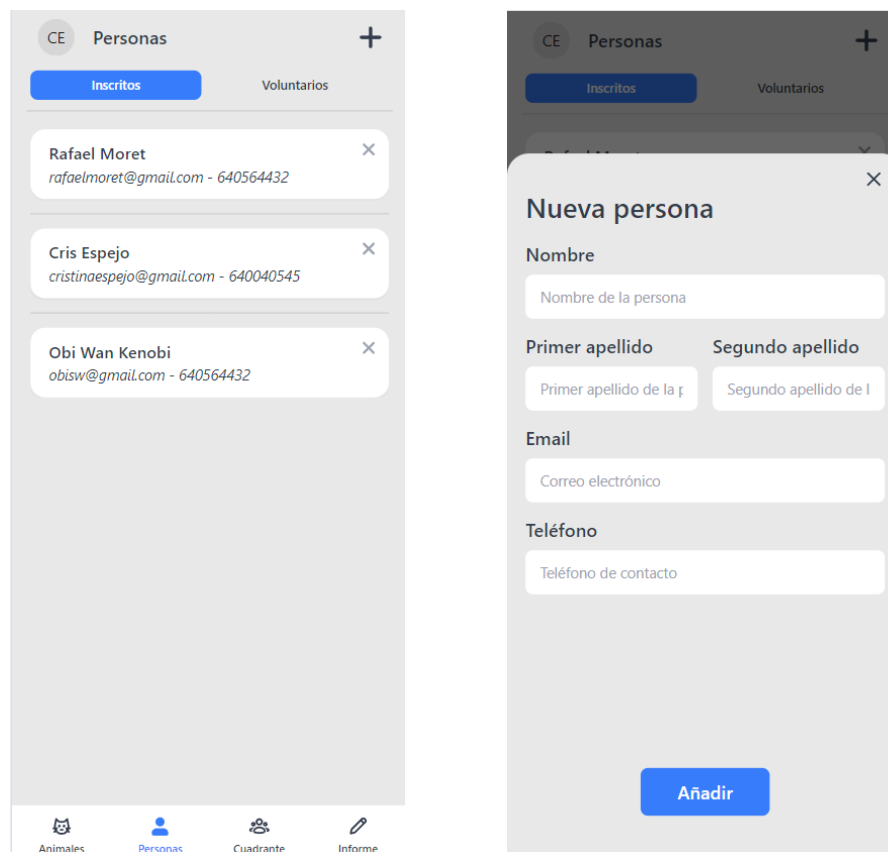 CE Personas
Inscritos Voluntarios
Rafael Moret
rafaelmoret@gmail.com - 640564432
Cris Espejo
cristinaespejo@gmail.com - 640040545
Obi Wan Kenobi
obisw@gmail.com - 640564432
Animales Personas Cuadrante Informe
CE Personas
Inscritos Voluntarios
Rafael Moret
Nueva persona
Nombre
Nombre de la persona
Primer apellido Segundo apellido
Primer apellido de la p Segundo apellido de l
Email
Correo electrónico
Teléfono
Teléfono de contacto
Añadir